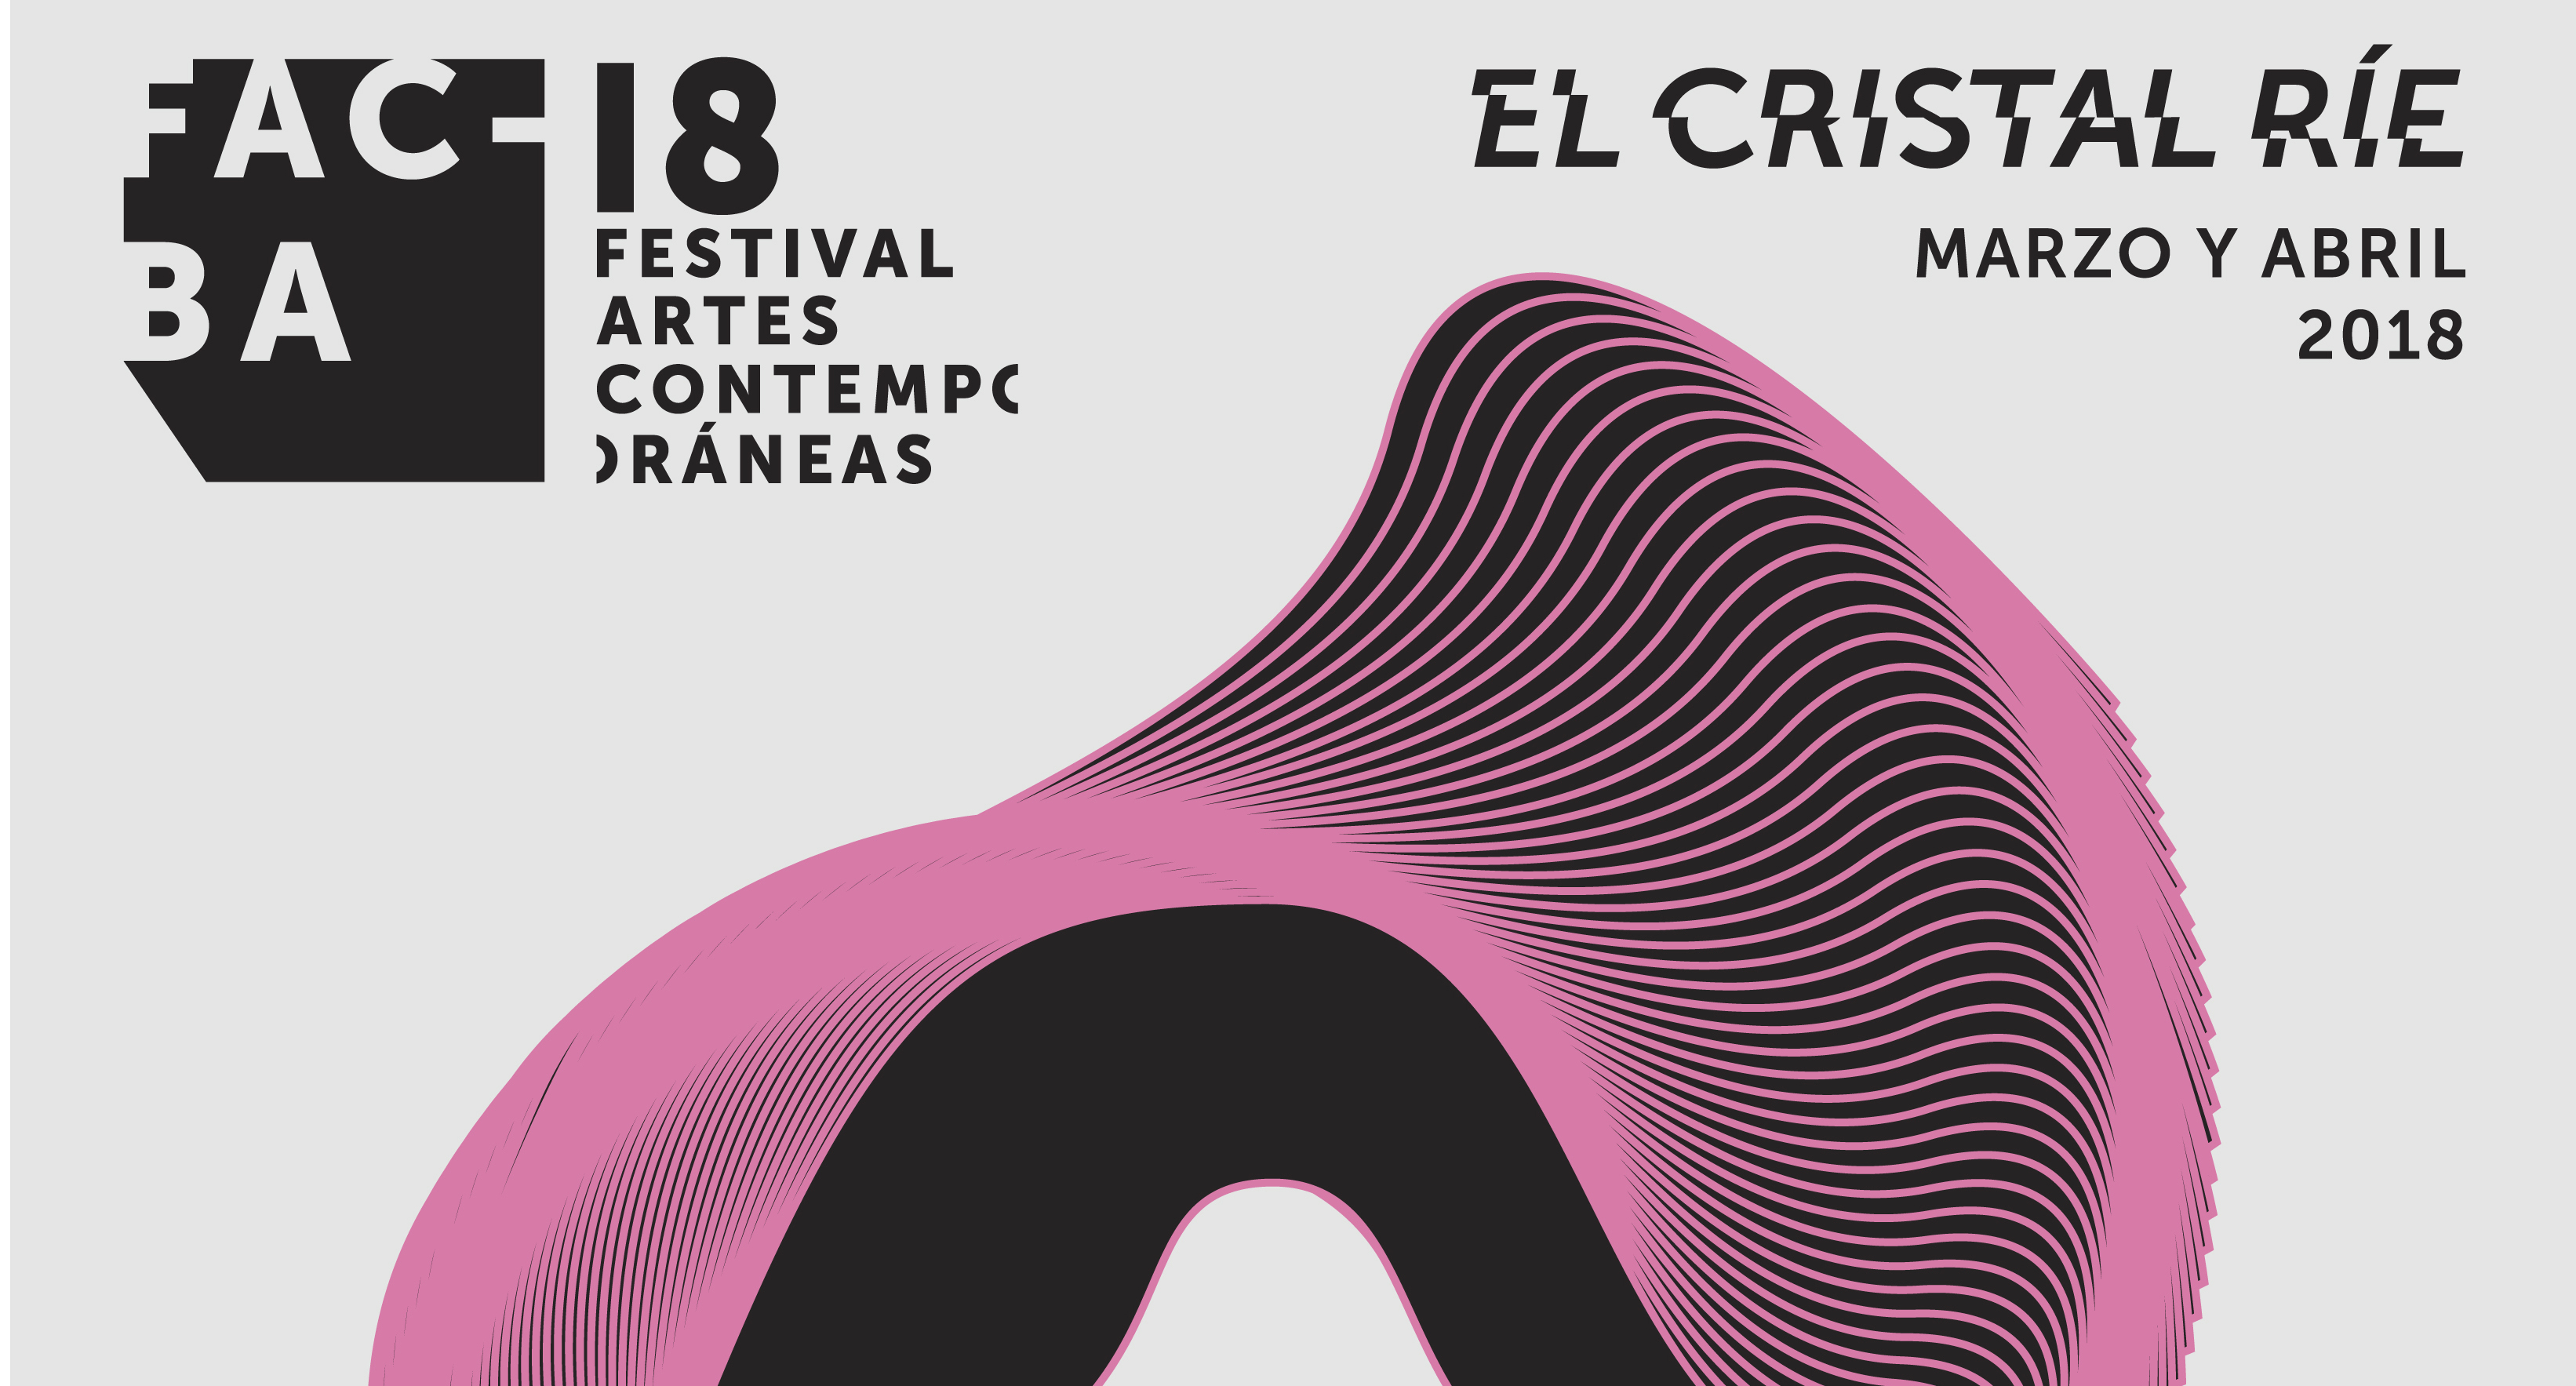 FAC-
BA
18
FESTIVAL
ARTES
CONTEMPO
ORÁNEAS
EL CRISTAL RÍE
MARZO Y ABRIL
2018